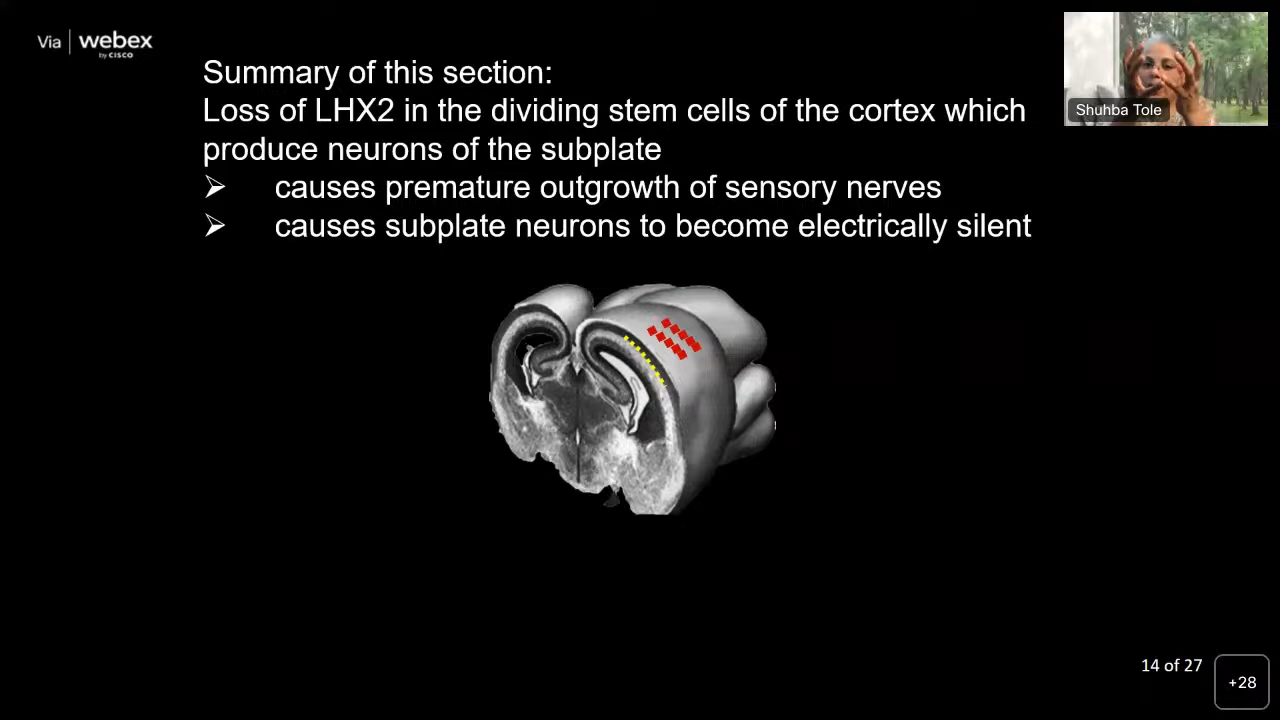 Via | webex
by CISCO
Summary of this section:
Loss of LHX2 in the dividing stem cells of the cortex which
produce neurons of the subplate
➢ causes premature outgrowth of sensory nerves
➢ causes subplate neurons to become electrically silent
Shuhba Tole
14 of 27
+28